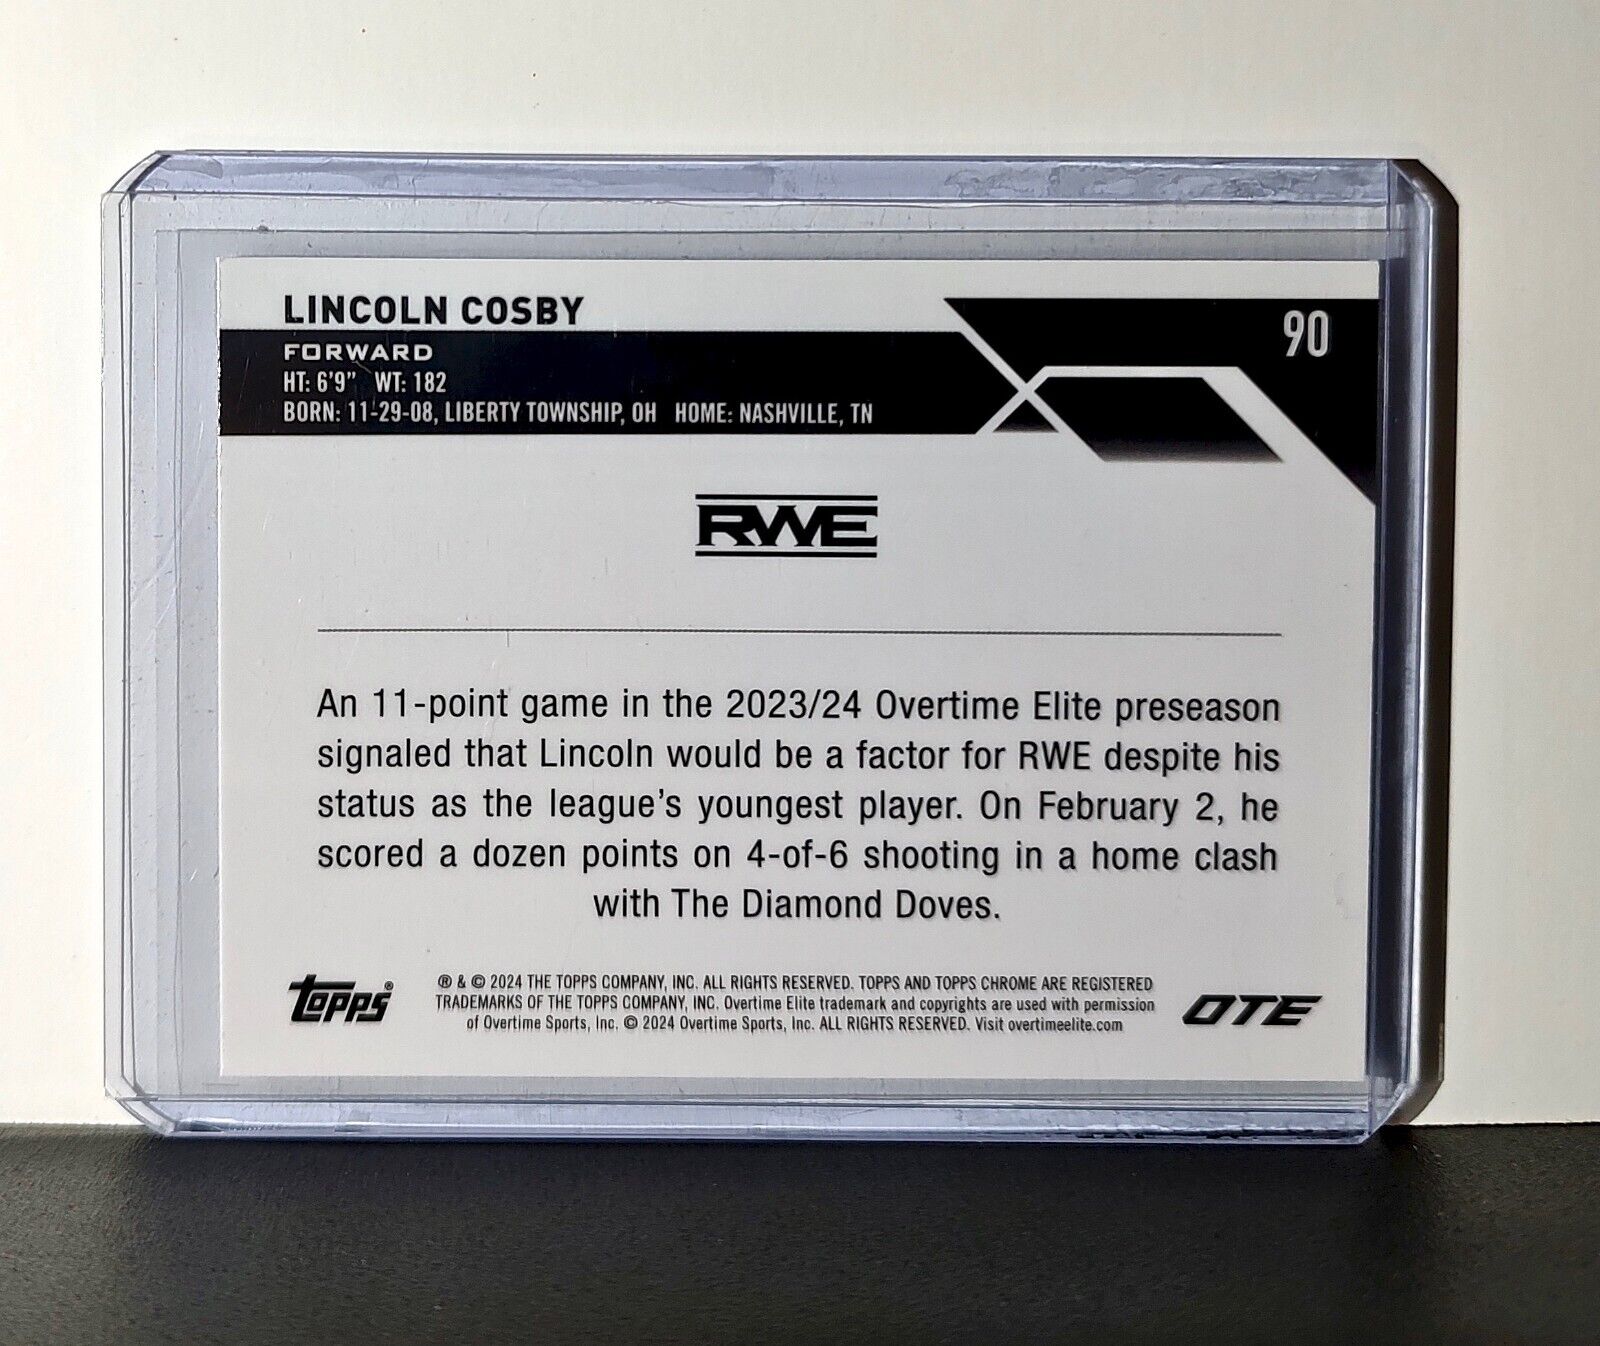 LINCOLN COSBY
90
FORWARD
HT: 6'9" WT: 182
BORN: 11-29-08, LIBERTY TOWNSHIP, OH HOME: NASHVILLE, TN
RWE
An 11-point game in the 2023/24 Overtime Elite preseason
signaled that Lincoln would be a factor for RWE despite his
status as the league's youngest player. On February 2, he
scored a dozen points on 4-of-6 shooting in a home clash
with The Diamond Doves.
topps®
® & © 2024 THE TOPPS COMPANY, INC. ALL RIGHTS RESERVED. TOPPS AND TOPPS CHROME ARE REGISTERED
TRADEMARKS OF THE TOPPS COMPANY, INC. Overtime Elite trademark and copyrights are used with permission
of Overtime Sports, Inc. © 2024 Overtime Sports, Inc. ALL RIGHTS RESERVED. Visit overtimeelite.com
OTE